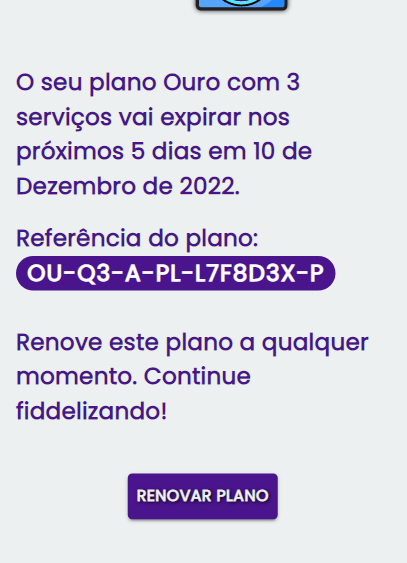 O seu plano Ouro com 3
serviços vai expirar nos
próximos 5 dias em 10 de
Dezembro de 2022.
Referência do plano:
OU-Q3-A-PL-L7F8D3X-P
Renove este plano a qualquer
momento. Continue
fiddelizando!
RENOVAR PLANO